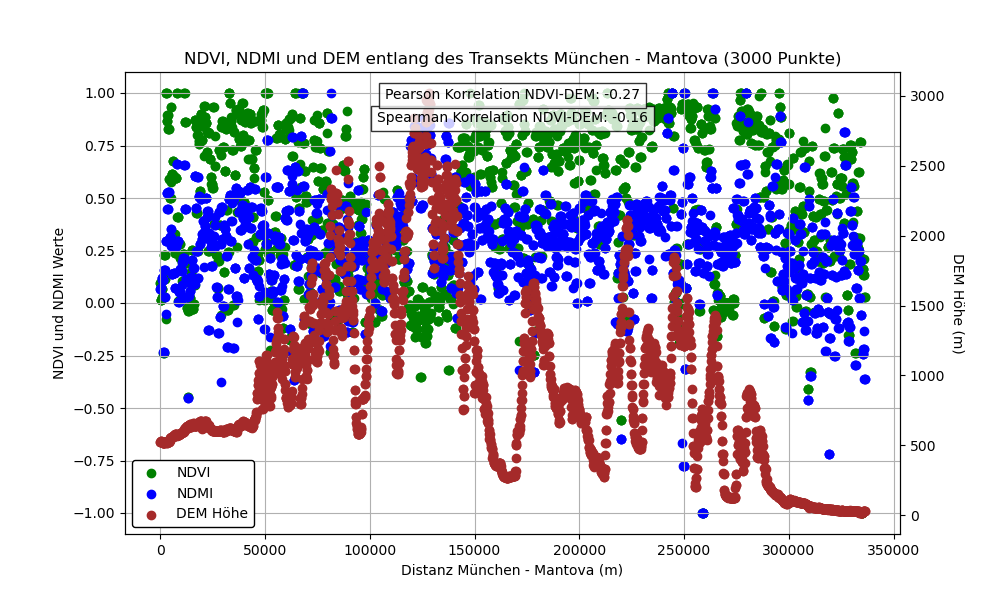 NDVI, NDMI und DEM entlang des Transekts München - Mantova (3000 Punkte)
Pearson Korrelation NDVI-DEM: -0.27
Spearman Korrelation NDVI-DEM: -0.16
1.00
0.75
0.50
0.25
0.00
−0.25
−0.50
−0.75
−1.00
NDVI und NDMI Werte
3000
2500
2000
1500
1000
500
0
DEM Höhe (m)
NDVI
NDMI
DEM Höhe
0 50000 100000 150000 200000 250000 300000 350000
Distanz München - Mantova (m)